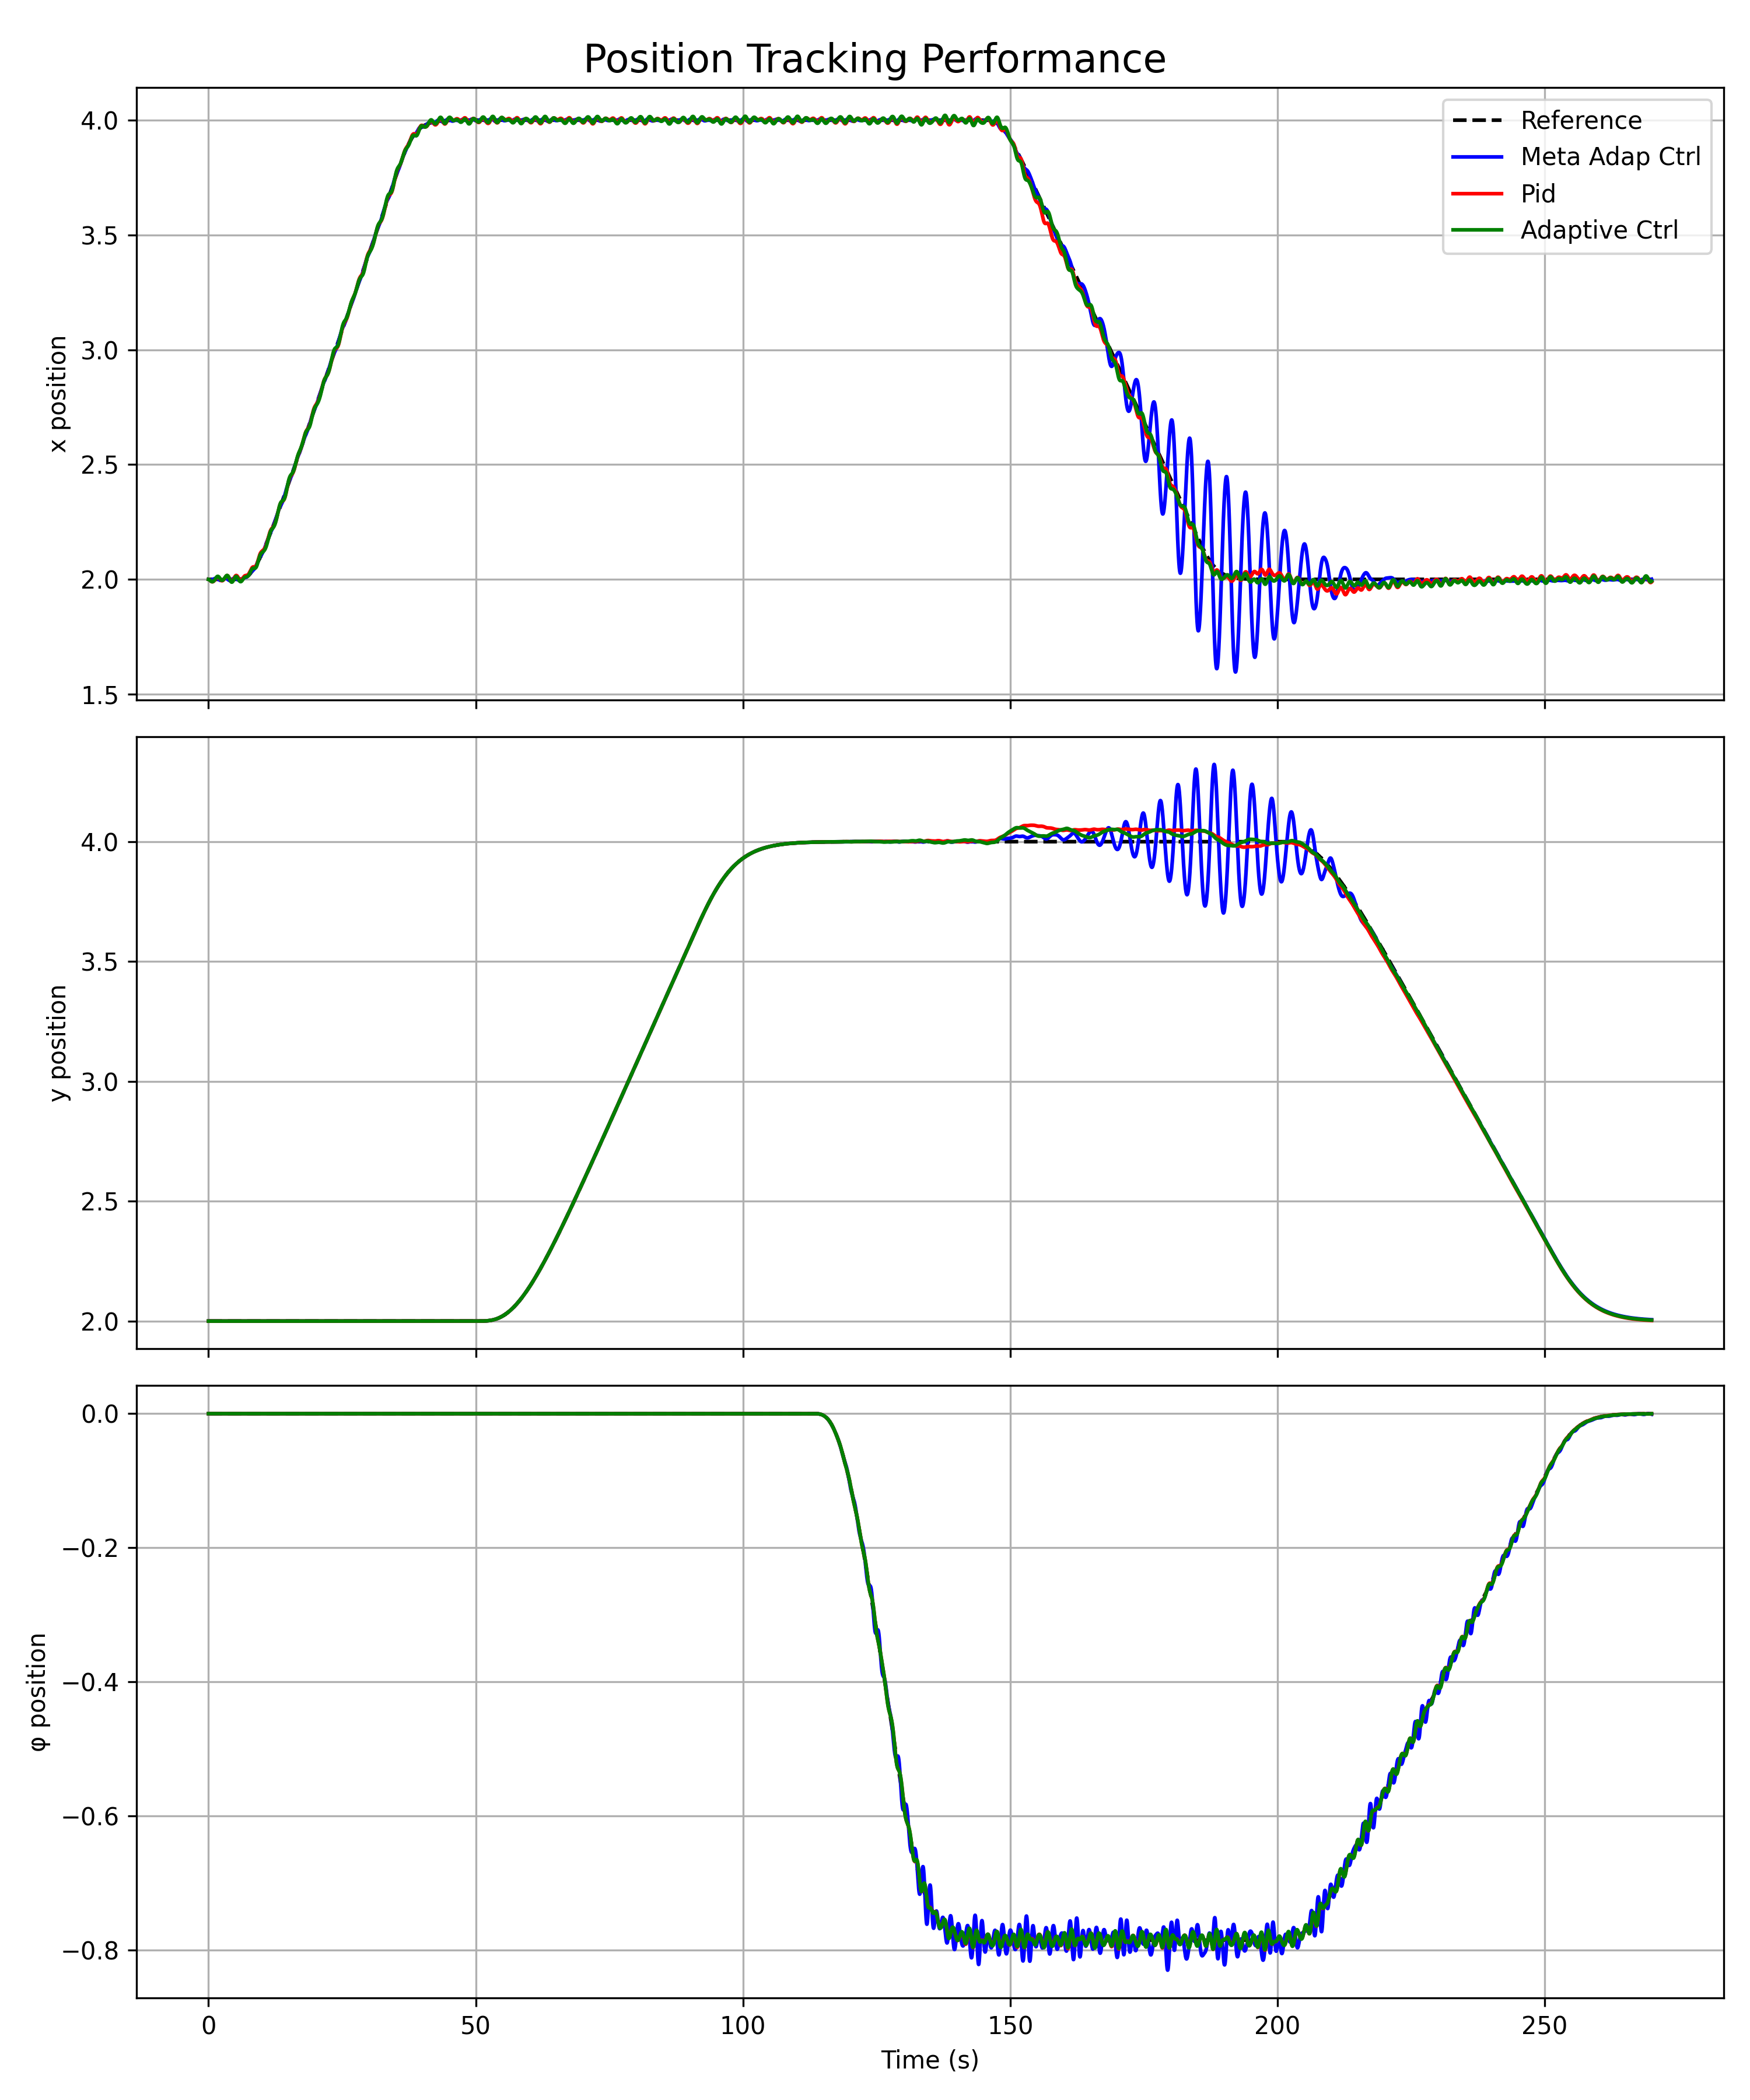 Position Tracking Performance
4.0
3.5
3.0
2.5
2.0
1.5
x position
Reference
Meta Adap Ctrl
Pid
Adaptive Ctrl
4.0
3.5
3.0
2.5
2.0
y position
0.0
−0.2
−0.4
−0.6
−0.8
φ position
0 50 100 150 200 250
Time (s)